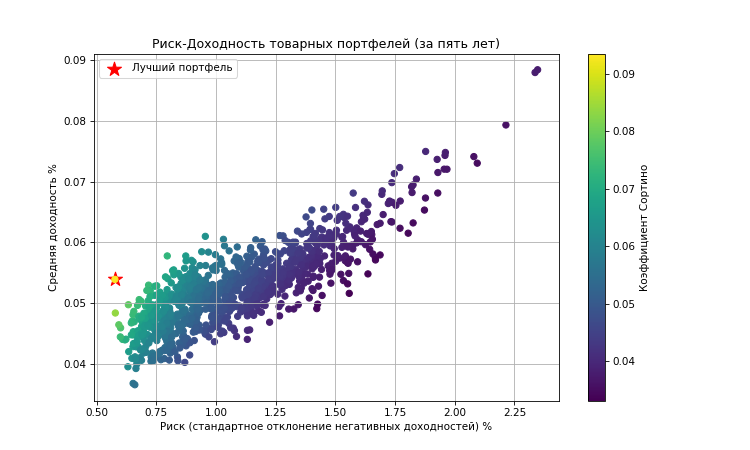 Риск-Доходность товарных портфелей (за пять лет)
Лучший портфель
Средняя доходность %
0.09
0.08
0.07
0.06
0.05
0.04
0.50 0.75 1.00 1.25 1.50 1.75 2.00 2.25
Риск (стандартное отклонение негативных доходностей) %
0.09
0.08
0.07
0.06
0.05
0.04
Коэффициент Сортино